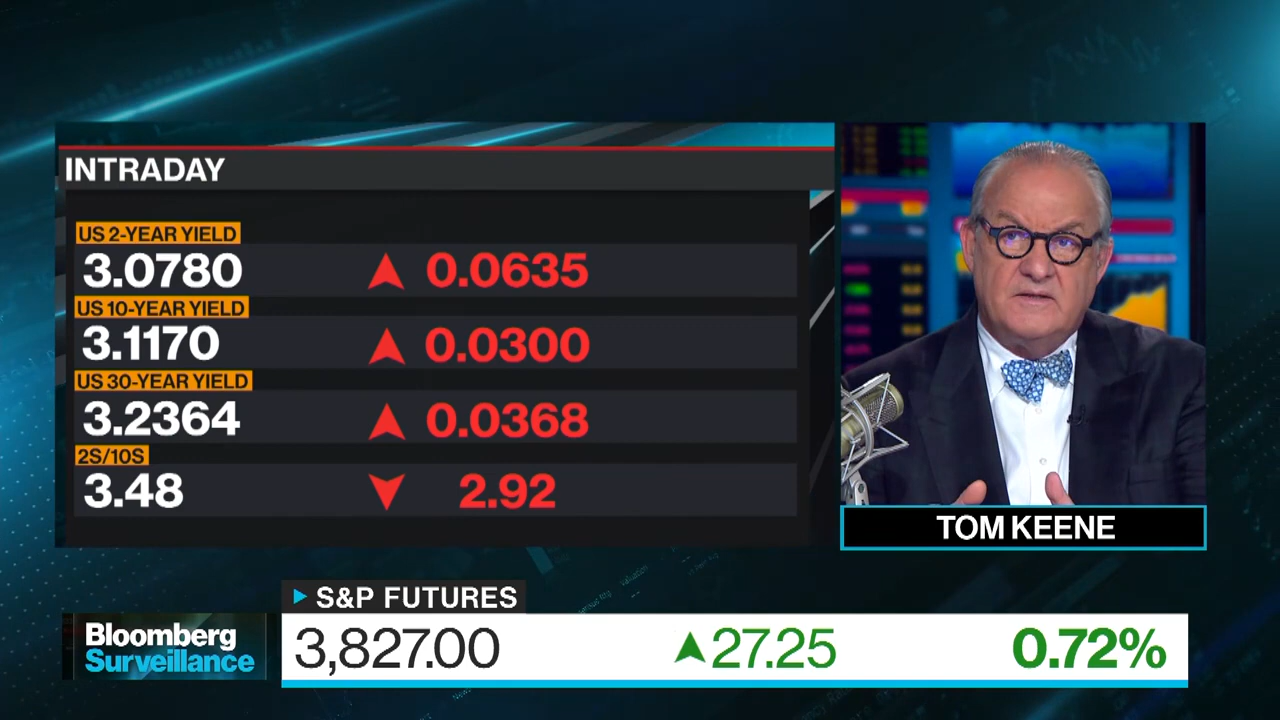 INTRADAY
US 2-YEAR YIELD
3.0780 ▲ 0.0635
US 10-YEAR YIELD
3.1170 ▲ 0.0300
US 30-YEAR YIELD
3.2364 ▲ 0.0368
2S/10S
3.48 ▼ 2.92
TOM KEENE
S&P FUTURES
Bloomberg
Surveillance
3,827.00 ▲27.25 0.72%